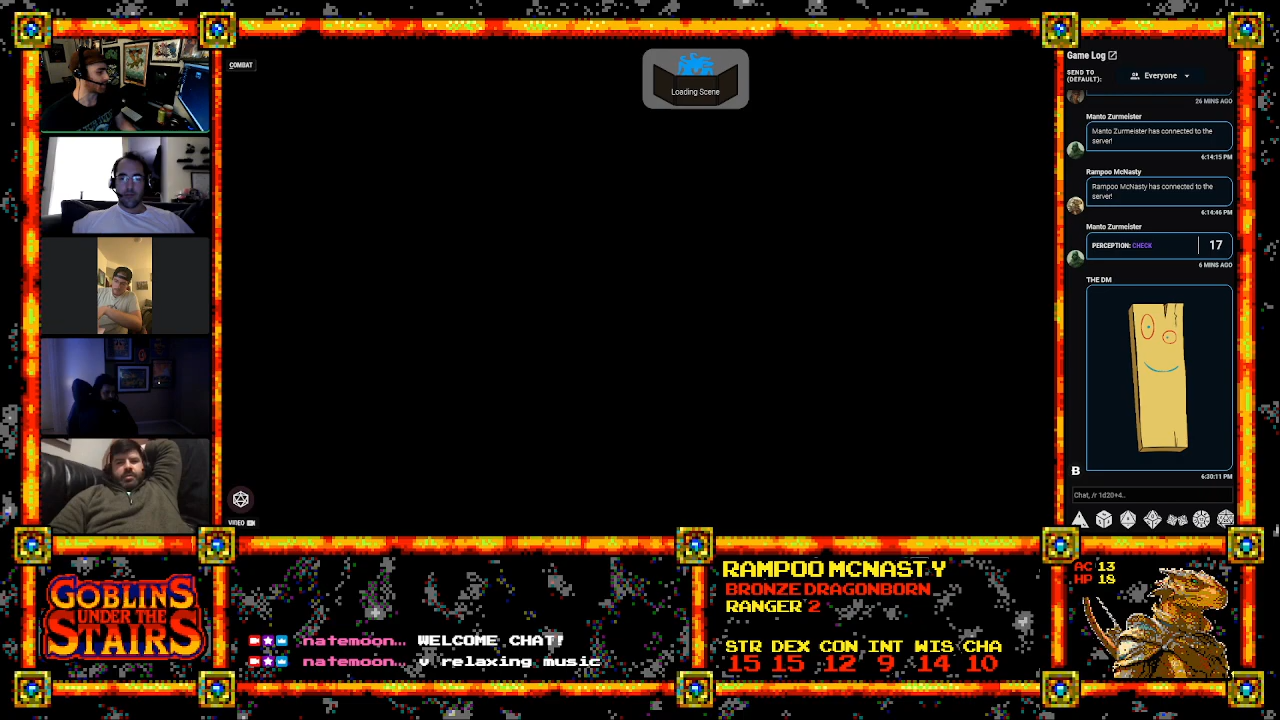 COMBAT
Loading Scene
Game Log
SEND TO
(DEFAULT):
Everyone
26 MINS AGO
Manto Zurmeister
Manto Zurmeister has connected to the
server!
6:14:15 PM
Rampoo McNasty
Rampoo McNasty has connected to the
server!
6:14:46 PM
Manto Zurmeister
PERCEPTION: CHECK
17
6 MINS AGO
THE DM
B
6:30:11 PM
Chat, /r 1d20+4..
VIDEO
GOBLINS
UNDER THE
STAIRS
natemoon... WELCOME CHAT!
natemoon... v relaxing music
RAMPOO MCNASTY
BRONZE DRAGONBORN
RANGER 2
STR DEX CON INT WIS CHA
15 15 12 9 14 10
AC 13
HP 18